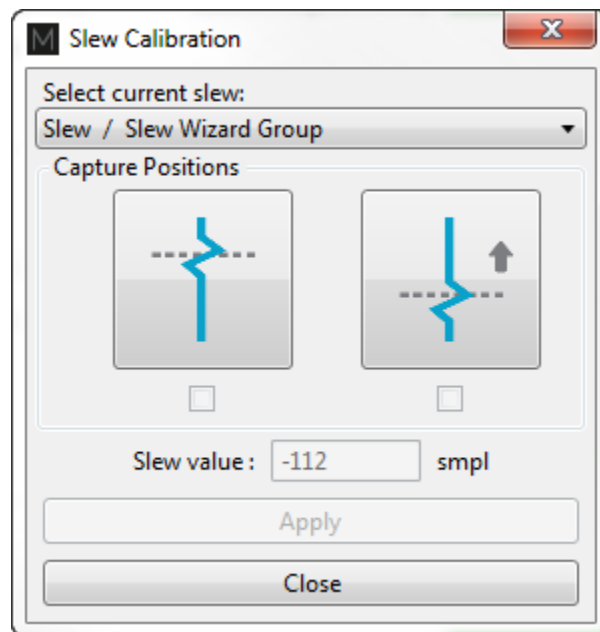 M Slew Calibration
x
Select current slew:
Slew / Slew Wizard Group
Capture Positions
Slew value : -112 smpl
Apply
Close